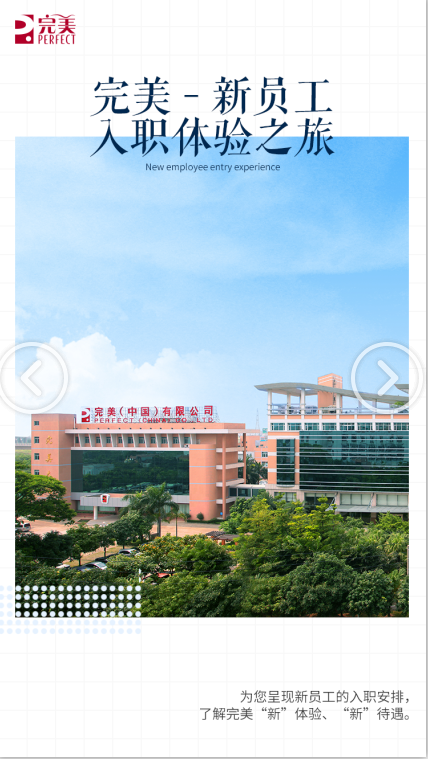 完美
PERFECT
完美-新员工
入职体验之旅
New employee entry experience
完美(中国)有限公司
PERFECT (CHINA) CO., LTD.
为您呈现新员工的入职安排，
了解完美“新”体验、“新”待遇。